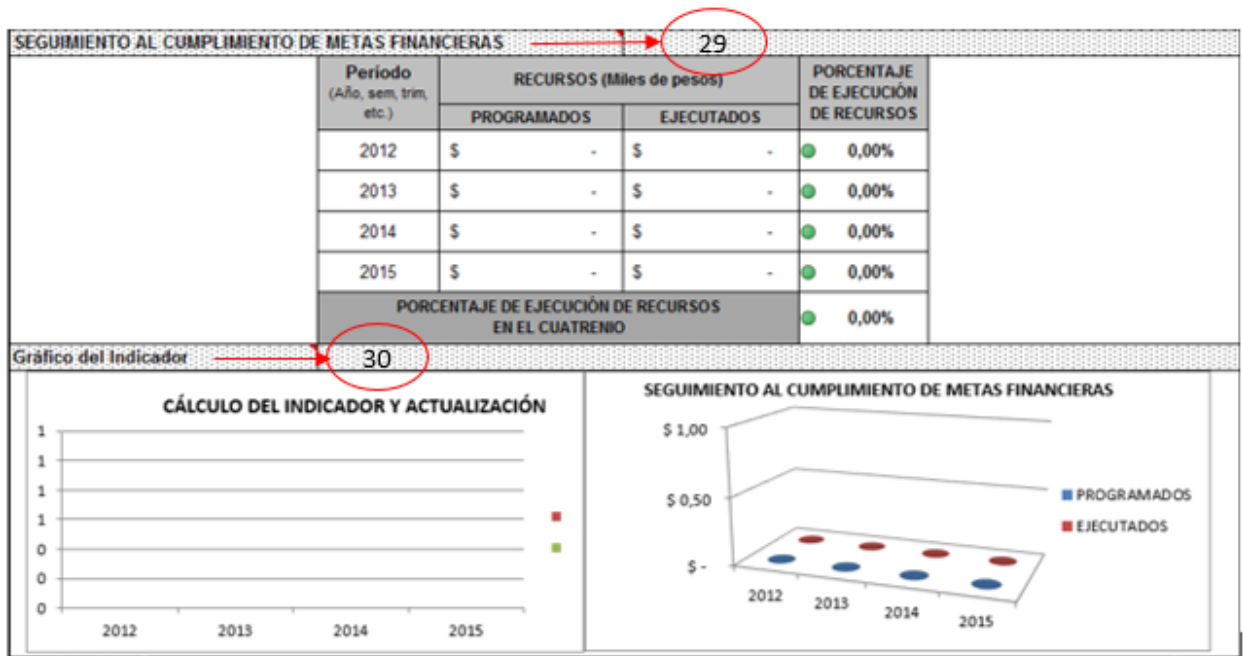 SEGUIMIENTO AL CUMPLIMIENTO DE METAS FINANCIERAS 29
Período
(Año, sem, trim,
etc.)
RECURSOS (Miles de pesos)
PROGRAMADOS EJECUTADOS
PORCENTAJE
DE EJECUCIÓN
DE RECURSOS
2012 $ - $ - 0,00%
2013 $ - $ - 0,00%
2014 $ - $ - 0,00%
2015 $ - $ - 0,00%
PORCENTAJE DE EJECUCIÓN DE RECURSOS
EN EL CUATRENIO
0,00%
Gráfico del Indicador 30
CÁLCULO DEL INDICADOR Y ACTUALIZACIÓN
1
1
1
1
0
0
0
2012 2013 2014 2015
SEGUIMIENTO AL CUMPLIMIENTO DE METAS FINANCIERAS
$ 1,00
$ 0,50
$ -
2012 2013 2014 2015
PROGRAMADOS
EJECUTADOS